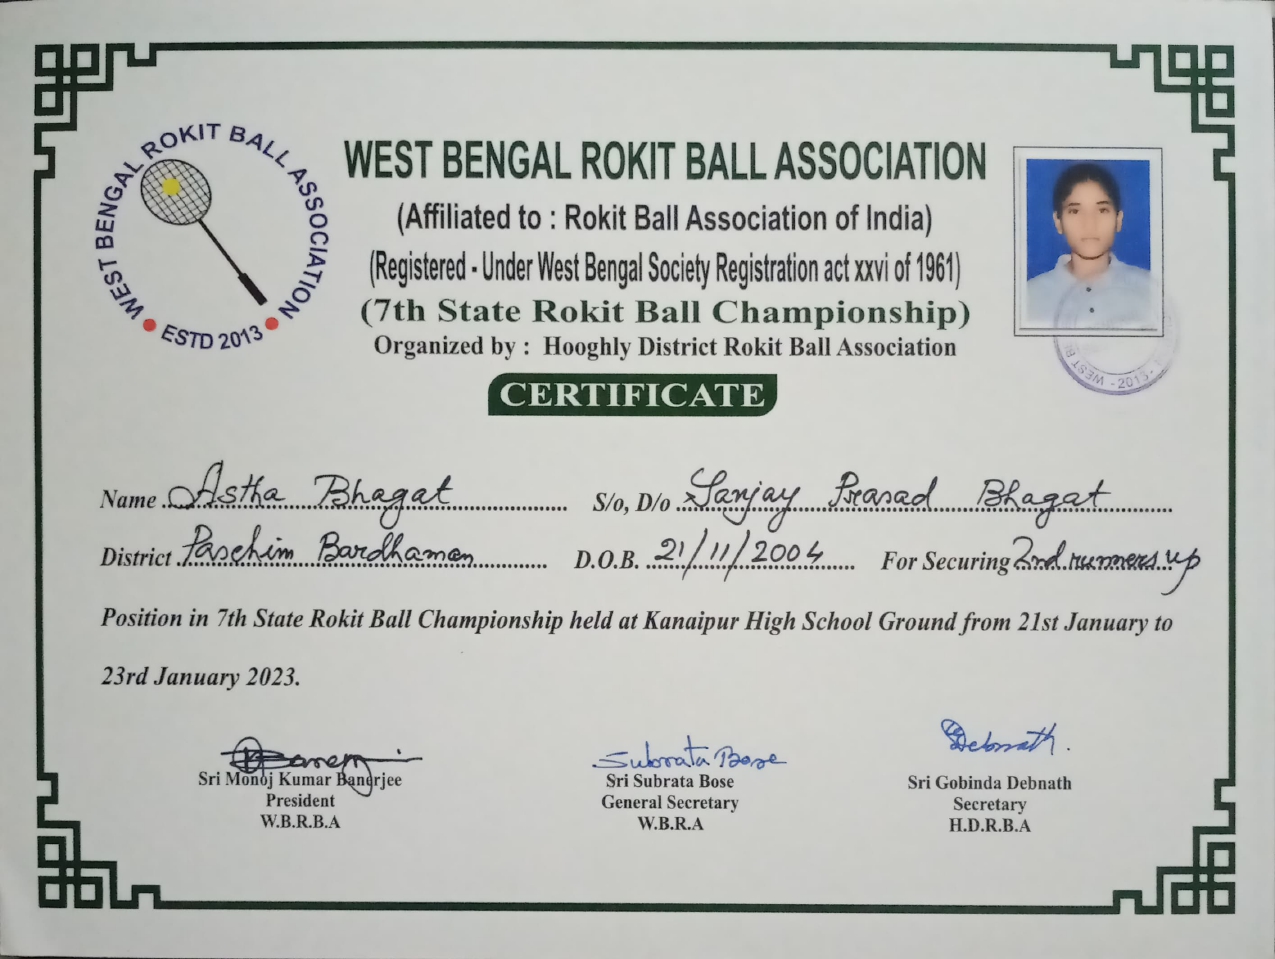 WEST BENGAL ROKIT BALL ASSOCIATION
ESTD 2013
WEST BENGAL ROKIT BALL ASSOCIATION
(Affiliated to : Rokit Ball Association of India)
(Registered - Under West Bengal Society Registration act xxvi of 1961)
(7th State Rokit Ball Championship)
Organized by : Hooghly District Rokit Ball Association
CERTIFICATE
WEST B
2013
Name Astha Bhagat S/o, D/o Sanjay Prasad Bhagat
District Paschim Bardhaman D.O.B. 21/11/2004 For Securing 2nd runners up
Position in 7th State Rokit Ball Championship held at Kanaipur High School Ground from 21st January to
23rd January 2023.
Subrata Bose
Debnath
Sri Monoj Kumar Banerjee Sri Subrata Bose Sri Gobinda Debnath
President General Secretary Secretary
W.B.R.B.A W.B.R.A H.D.R.B.A